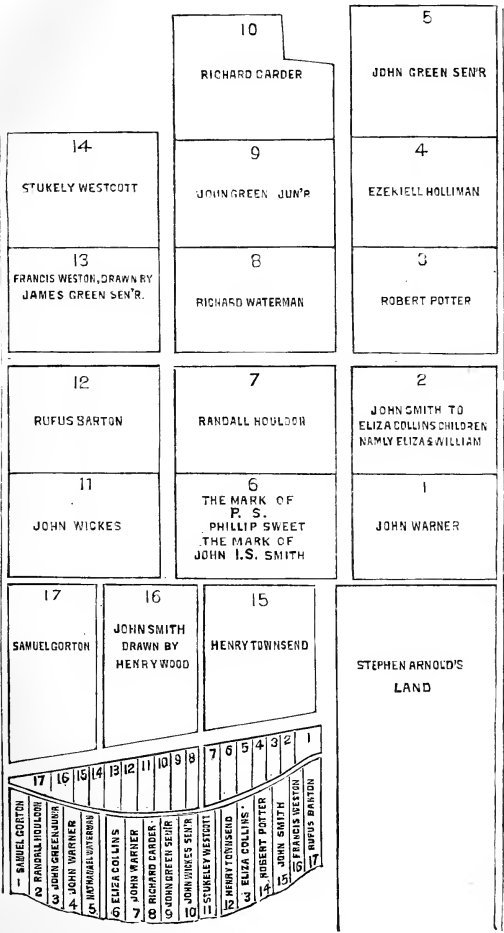 10
RICHARD CARDER
5
JOHN GREEN SEN'R
14
STUKELY WESTCOTT
9
JOHN GREEN JUN'R
4
EZEKIELL HOLLIMAN
13
FRANCIS WESTON, DRAWN BY
JAMES GREEN SEN'R.
8
RICHARD WATERMAN
3
ROBERT POTTER
12
RUFUS BARTON
7
RANDALL HOULDON
2
JOHN SMITH TO
ELIZA COLLINS CHILDREN
NAMLY ELIZA & WILLIAM
11
JOHN WICKES
6
THE MARK OF
P. S.
PHILLIP SWEET
THE MARK OF
JOHN I.S. SMITH
1
JOHN WARNER
17
SAMUEL GORTON
16
JOHN SMITH
DRAWN BY
HENRY WOOD
15
HENRY TOWNSEND
STEPHEN ARNOLD'S
LAND
17 16 15 14 13 12 11 10 9 8 7 6 5 4 3 2 1
1 SAMUEL GORTON
2 RANDALL HOULDON
3 JOHN GREEN JUN'R
4 JOHN WARNER
5 NATHANAEL WATERMAN
6 ELIZA COLLINS
7 JOHN WARNER
8 RICHARD CARDER.
9 JOHN GREEN SEN'R
10 JOHN WICKES SEN'R
11 STUKELEY WESTCOTT
12 HENRY TOWNSEND
3 ELIZA COLLINS'
14 ROBERT POTTER
15 JOHN SMITH
16 FRANCIS WESTON
17 RUFUS BARTON